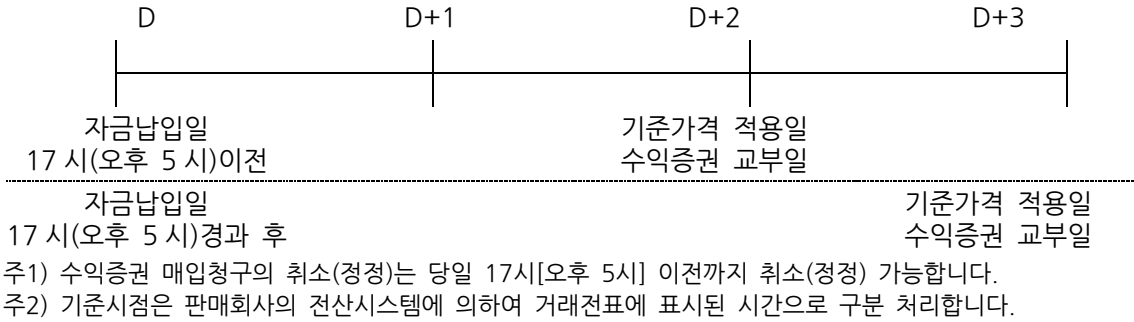 D D+1 D+2 D+3
자금납입일 기준가격 적용일
17 시(오후 5 시)이전 수익증권 교부일
자금납입일 기준가격 적용일
17 시(오후 5 시)경과 후 수익증권 교부일
주1) 수익증권 매입청구의 취소(정정)는 당일 17시[오후 5시] 이전까지 취소(정정) 가능합니다.
주2) 기준시점은 판매회사의 전산시스템에 의하여 거래전표에 표시된 시간으로 구분 처리합니다.